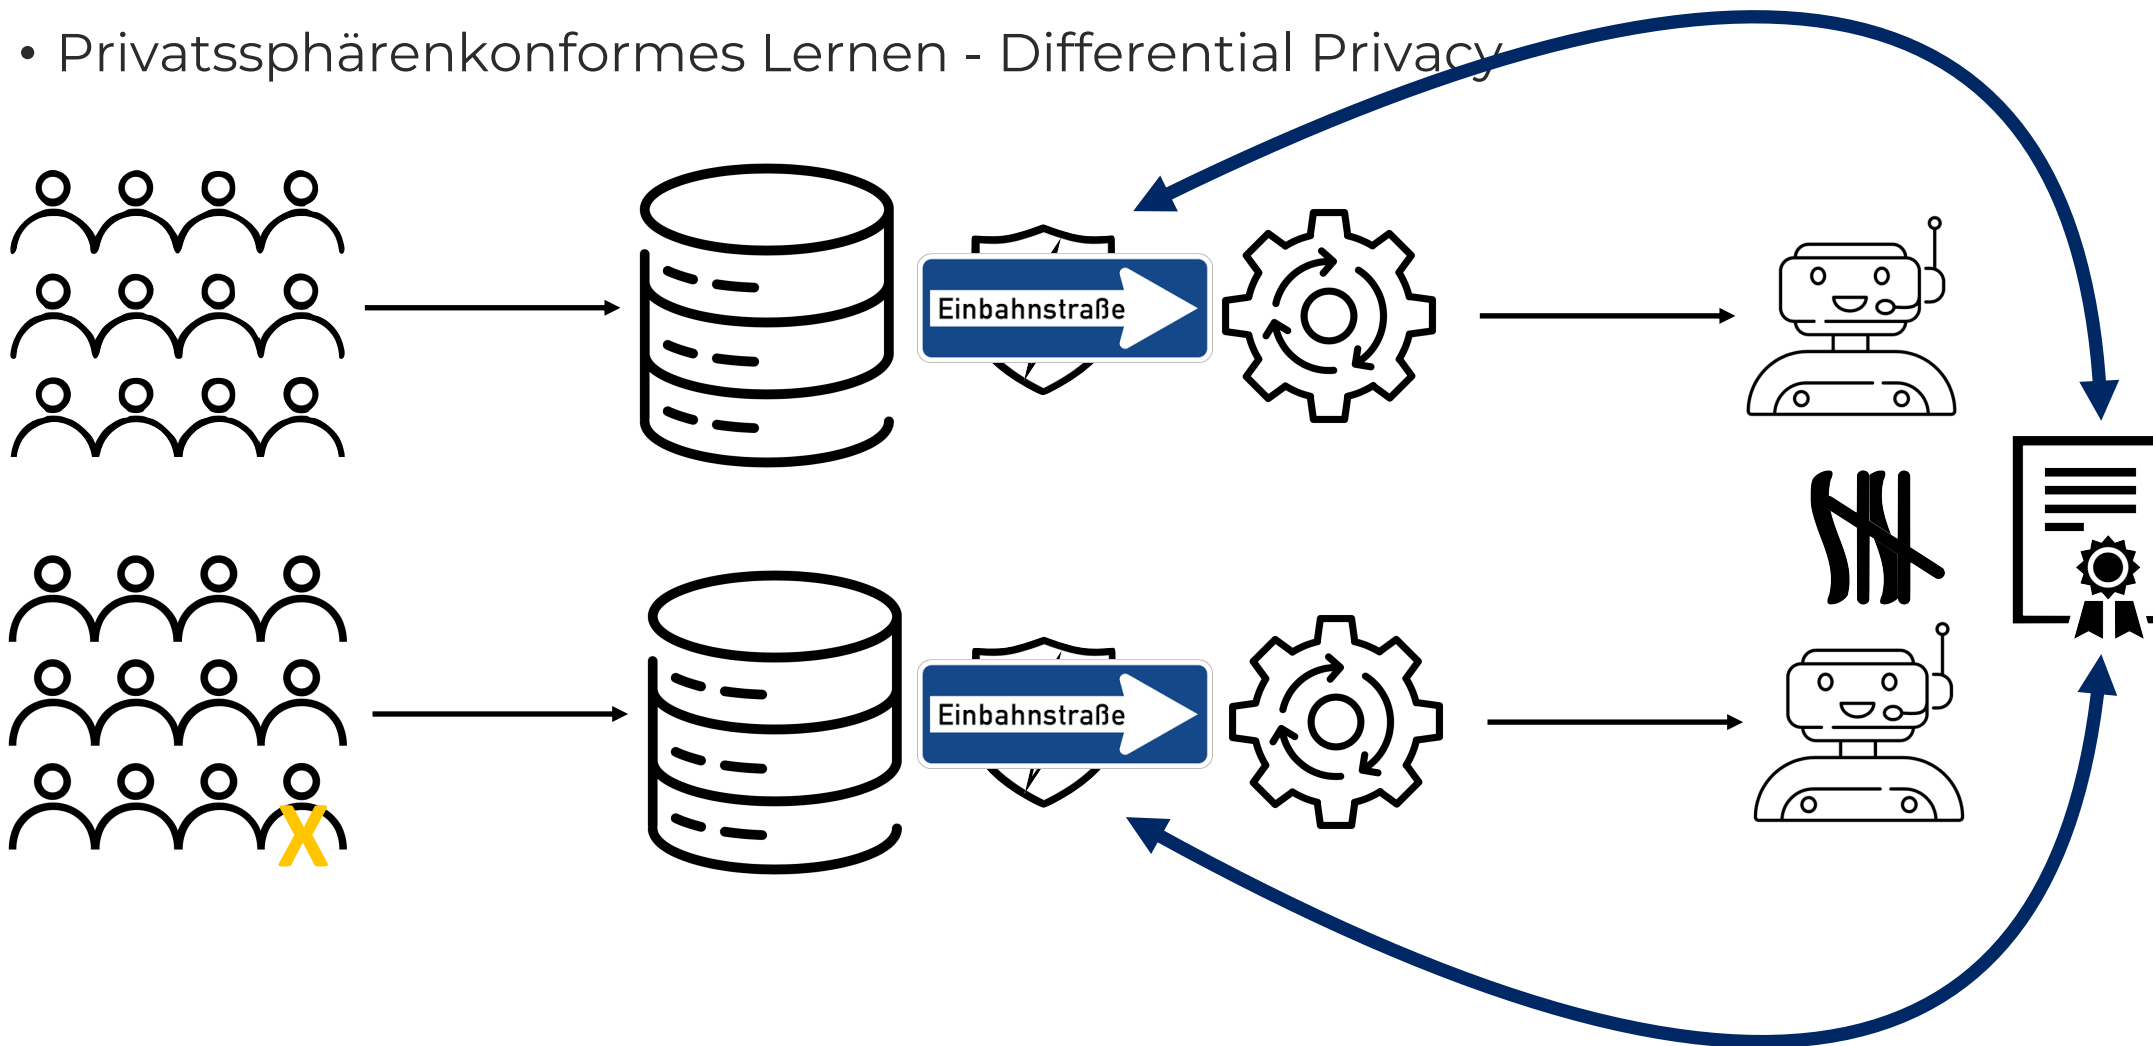 • Privatssphärenkonformes Lernen - Differential Privacy
Einbahnstraße
Einbahnstraße
X